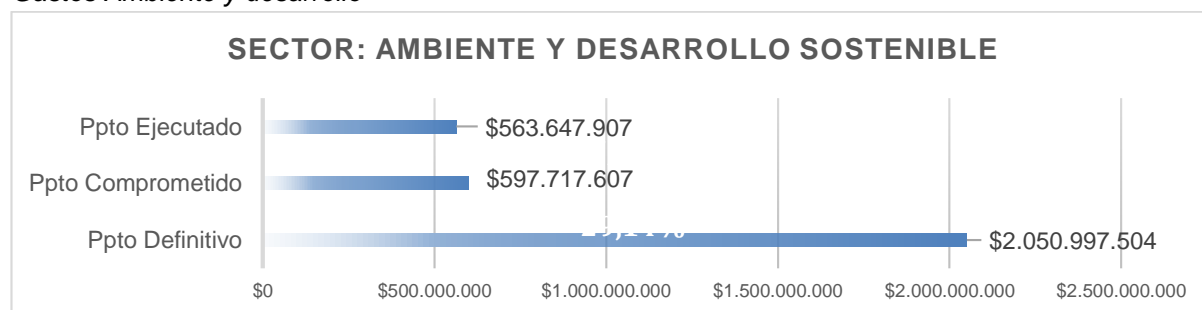 Gastos Ambiente y desarrollo
SECTOR: AMBIENTE Y DESARROLLO SOSTENIBLE
Ppto Ejecutado
$563.647.907
Ppto Comprometido
$597.717.607
Ppto Definitivo
$2.050.997.504
$0
$500.000.000
$1.000.000.000
$1.500.000.000
$2.000.000.000
$2.500.000.000